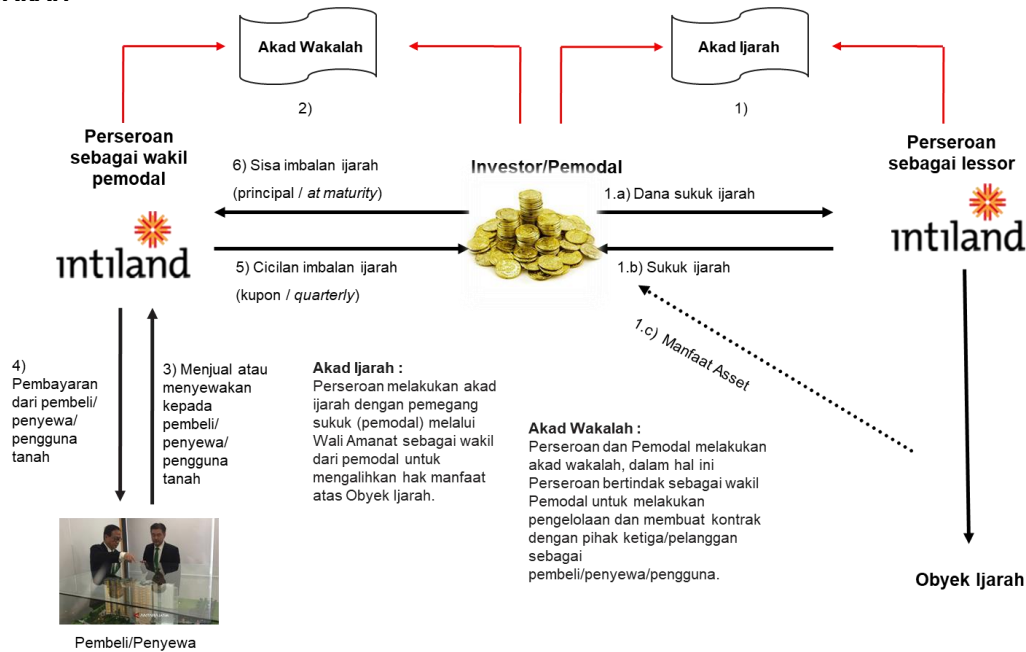 Akad Wakalah
Akad Ijarah
2)
1)
Perseroan
sebagai wakil
pemodal
intiland
6) Sisa imbalan ijarah
(principal / at maturity)
5) Cicilan imbalan ijarah
(kupon / quarterly)
Investor/Pemodal
1.a) Dana sukuk ijarah
1.b) Sukuk ijarah
Perseroan
sebagai lessor
intiland
1.c) Manfaat Asset
4)
Pembayaran
dari pembeli/
penyewa/
pengguna
tanah
3) Menjual atau
menyewakan
kepada
pembeli/
penyewa/
pengguna
tanah
Akad Ijarah :
Perseroan melakukan akad
ijarah dengan pemegang
sukuk (pemodal) melalui
Wali Amanat sebagai wakil
dari pemodal untuk
mengalihkan hak manfaat
atas Obyek Ijarah.
Akad Wakalah :
Perseroan dan Pemodal melakukan
akad wakalah, dalam hal ini
Perseroan bertindak sebagai wakil
Pemodal untuk melakukan
pengelolaan dan membuat kontrak
dengan pihak ketiga/pelanggan
sebagai
pembeli/penyewa/pengguna.
Obyek Ijarah
Pembeli/Penyewa